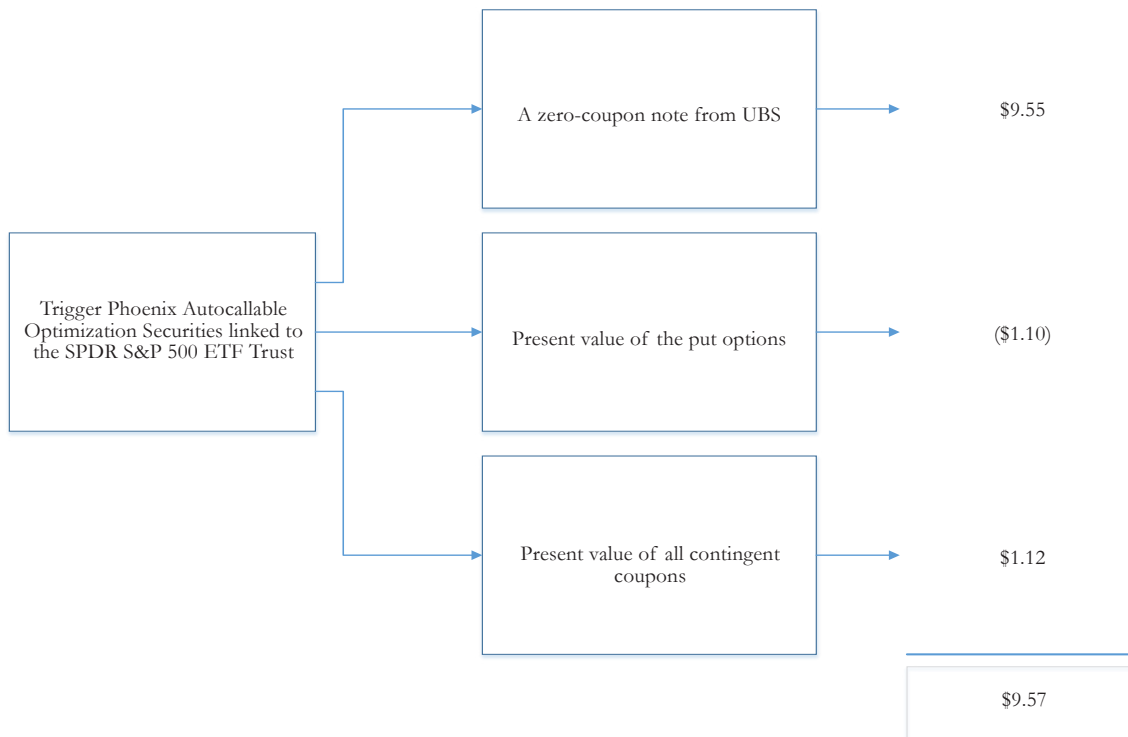 A zero-coupon note from UBS
$9.55
Trigger Phoenix Autocallable
Optimization Securities linked to
the SPDR S&P 500 ETF Trust
Present value of the put options
($1.10)
Present value of all contingent
coupons
$1.12
$9.57